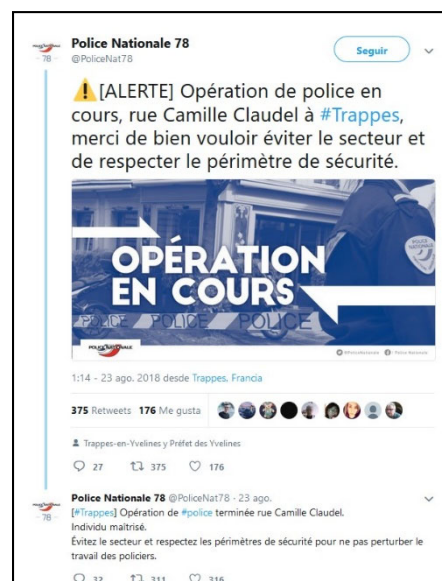 Police Nationale 78
@PoliceNat78
Seguir
[ALERTE] Opération de police en
cours, rue Camille Claudel à #Trappes,
merci de bien vouloir éviter le secteur et
de respecter le périmètre de sécurité.
OPÉRATION
EN COURS
POLICE POLICE POLICE
POLICE NATIONALE
@PoliceNationale Police Nationale
1:14 - 23 ago. 2018 desde Trappes, Francia
375 Retweets 176 Me gusta
Trappes-en-Yvelines y Préfet des Yvelines
27 375 176
Police Nationale 78 @PoliceNat78 · 23 ago.
[#Trappes] Opération de #police terminée rue Camille Claudel.
Individu maîtrisé.
Évitez le secteur et respectez les périmètres de sécurité pour ne pas perturber le
travail des policiers.
32 311 316